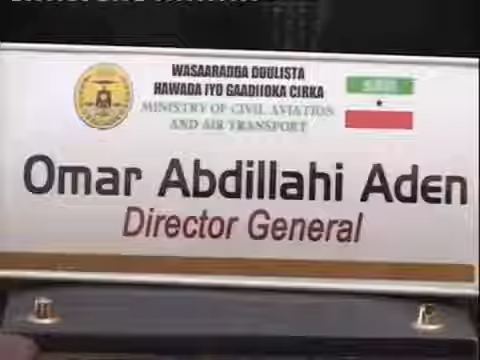 WASAARADDA DUULISTA
HAWADA IYO GAADIIDKA CIRKA
MINISTRY OF CIVIL AVIATION
AND AIR TRANSPORT
Omar Abdillahi Aden
Director General